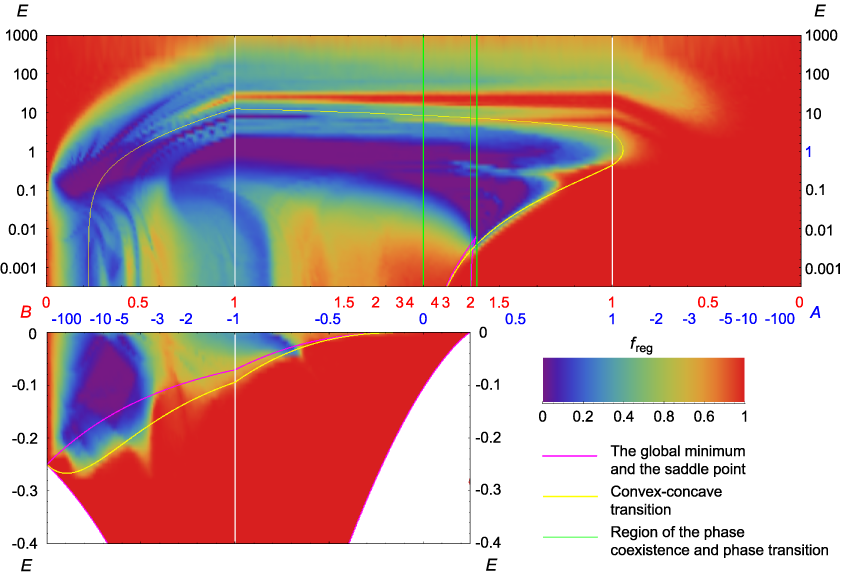 E E
1000 1000
100 100
10 10
1 1
0.1 0.1
0.01 0.01
0.001 0.001
0 0.5 1 1.5 2 3 4 4 3 2 1.5 1 0.5 0
B -100 -10 -5 -3 -2 -1 -0.5 0 0.5 1 -2 -3 -5 -10 -100 A
0 0
-0.1 -0.1
-0.2 -0.2
-0.3 -0.3
-0.4 -0.4
E E
freg
0 0.2 0.4 0.8 0.6 1
The global minimum
and the saddle point
Convex-concave
transition
Region of the phase
coexistence and phase transition